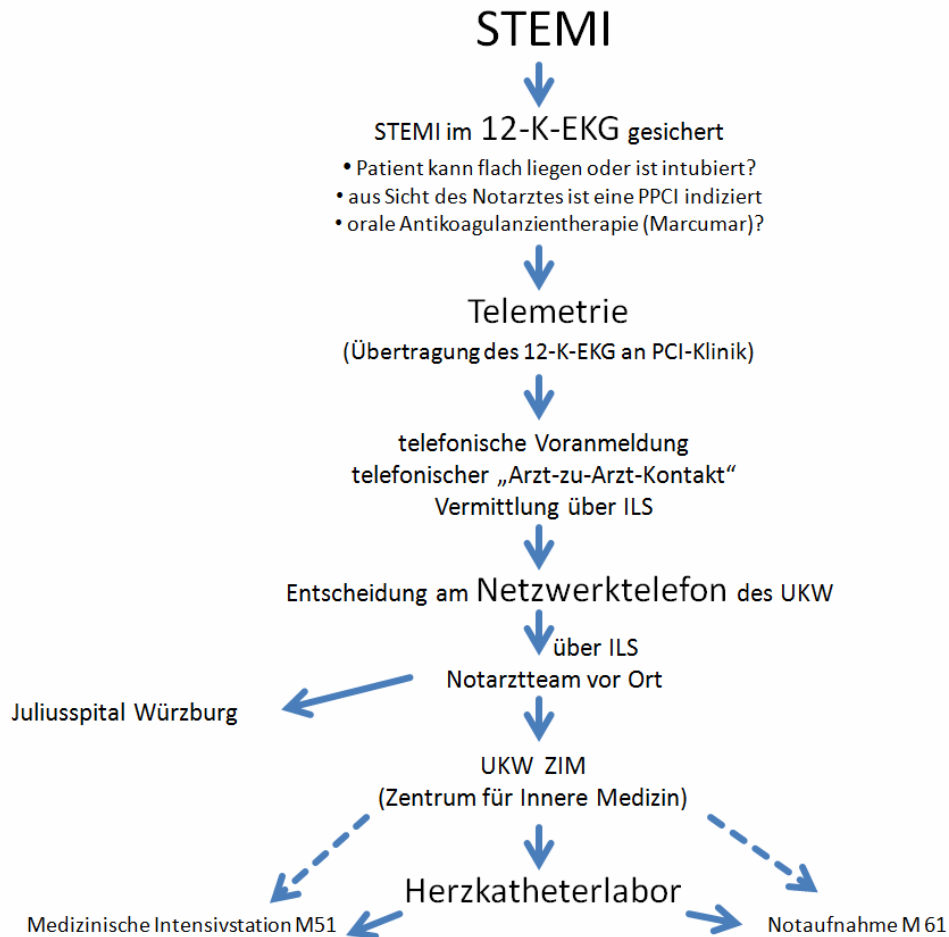 STEMI
STEMI im 12-K-EKG gesichert
• Patient kann flach liegen oder ist intubiert?
• aus Sicht des Notarztes ist eine PPCI indiziert
• orale Antikoagulanzientherapie (Marcumar)?
Telemetrie
(Übertragung des 12-K-EKG an PCI-Klinik)
telefonische Voranmeldung
telefonischer „Arzt-zu-Arzt-Kontakt“
Vermittlung über ILS
Entscheidung am Netzwerktelefon des UKW
über ILS
Notarztteam vor Ort
Juliusspital Würzburg
UKW ZIM
(Zentrum für Innere Medizin)
Herzkatheterlabor
Medizinische Intensivstation M51
Notaufnahme M 61